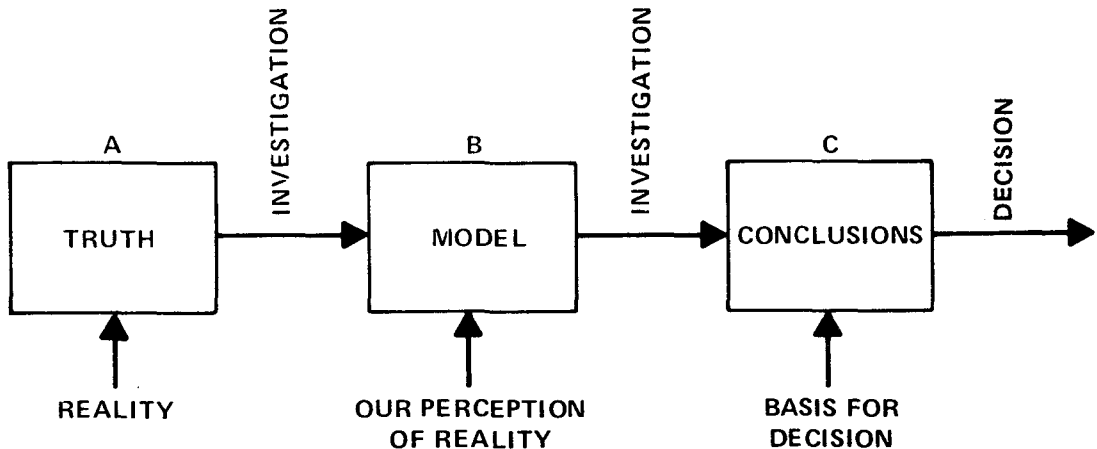 INVESTIGATION
INVESTIGATION
DECISION
A
B
C
TRUTH
MODEL
CONCLUSIONS
REALITY
OUR PERCEPTION
OF REALITY
BASIS FOR
DECISION